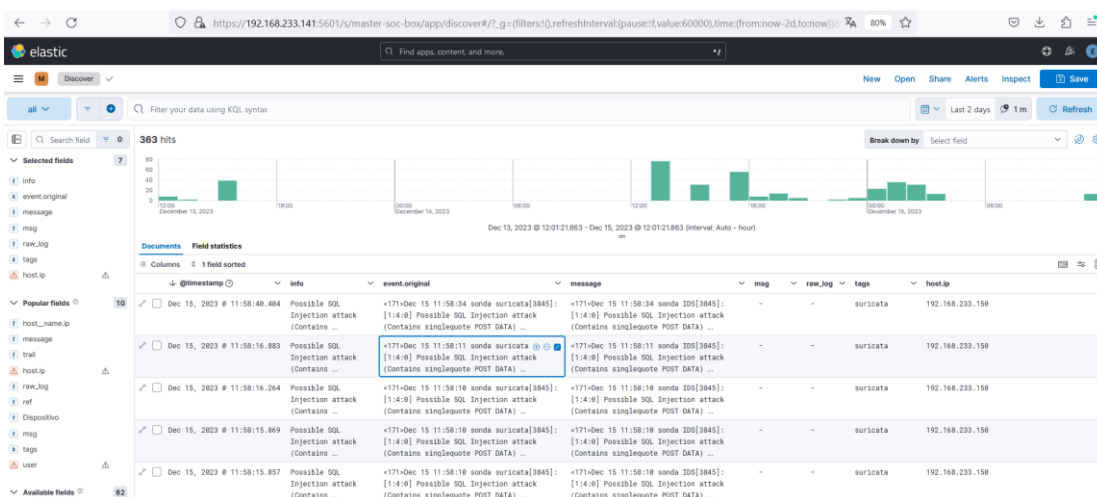 https://192.168.233.141:5601/s/master-soc-box/app/discover#/?_g=(filters:!(),refreshInterval:(pause:!f,value:60000),time:(from:now-2d,to:now))
80%
elastic
Find apps, content, and more.
M Discover New Open Share Alerts Inspect Save
all Filter your data using KQL syntax Last 2 days 1 m Refresh
Search field 0 363 hits Break down by Select field
Selected fields 7
info
event.original
message
msg
raw_log
tags
host.ip
80
60
40
20
0
12:00 18:00 00:00 06:00 12:00 18:00 00:00 06:00
December 13, 2023 December 14, 2023 December 15, 2023
Dec 13, 2023 @ 12:01:21.863 - Dec 15, 2023 @ 12:01:21.863 (interval: Auto - hour)
Documents Field statistics
Columns 1 field sorted
@timestamp info event.original message msg raw_log tags host.ip
Popular fields 10
host__name.ip
message
trail
host.ip
raw_log
ref
Dispositivo
msg
tags
user
Available fields 62
Dec 15, 2023 @ 11:58:40.404 Possible SQL <171>Dec 15 11:58:34 sonda suricata[3845]: <171>Dec 15 11:58:34 sonda IDS[3845]: - - suricata 192.168.233.150
Injection attack [1:4:0] Possible SQL Injection attack [1:4:0] Possible SQL Injection attack
(Contains ... (Contains singlequote POST DATA) ... (Contains singlequote POST DATA) ...
Dec 15, 2023 @ 11:58:16.883 Possible SQL <171>Dec 15 11:58:11 sonda suricata <171>Dec 15 11:58:11 sonda IDS[3845]: - - suricata 192.168.233.150
Injection attack [1:4:0] Possible SQL Injection attack [1:4:0] Possible SQL Injection attack
(Contains ... (Contains singlequote POST DATA) ... (Contains singlequote POST DATA) ...
Dec 15, 2023 @ 11:58:16.264 Possible SQL <171>Dec 15 11:58:10 sonda suricata[3845]: <171>Dec 15 11:58:10 sonda IDS[3845]: - - suricata 192.168.233.150
Injection attack [1:4:0] Possible SQL Injection attack [1:4:0] Possible SQL Injection attack
(Contains ... (Contains singlequote POST DATA) ... (Contains singlequote POST DATA) ...
Dec 15, 2023 @ 11:58:15.869 Possible SQL <171>Dec 15 11:58:10 sonda suricata[3845]: <171>Dec 15 11:58:10 sonda IDS[3845]: - - suricata 192.168.233.150
Injection attack [1:4:0] Possible SQL Injection attack [1:4:0] Possible SQL Injection attack
(Contains ... (Contains singlequote POST DATA) ... (Contains singlequote POST DATA) ...
Dec 15, 2023 @ 11:58:15.857 Possible SQL <171>Dec 15 11:58:10 sonda suricata[3845]: <171>Dec 15 11:58:10 sonda IDS[3845]: - - suricata 192.168.233.150
Injection attack [1:4:0] Possible SQL Injection attack [1:4:0] Possible SQL Injection attack
(Contains ... (Contains singlequote POST DATA) ... (Contains singlequote POST DATA) ...